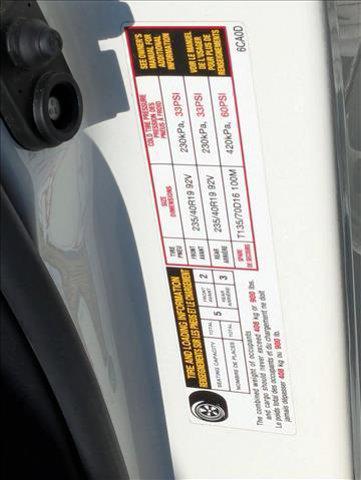 TIRE AND LOADING INFORMATION
RENSEIGNEMENTS SUR LES PNEUS ET LE CHARGEMENT
SEATING CAPACITY TOTAL 5 FRONT AVANT 2 REAR ARRIÈRE 3
NOMBRE DE PLACES TOTAL
The combined weight of occupants
and cargo should never exceed 408 kg or 900 lbs.
Le poids total des occupants et du chargement ne doit
jamais dépasser 408 kg ou 900 lb.
TIRE PNEU
SIZE DIMENSIONS
COLD TIRE PRESSURE
PRESSION DES PNEUS À FROID
FRONT AVANT 235/40R19 92V 230kPa, 33PSI
REAR ARRIÈRE 235/40R19 92V 230kPa, 33PSI
SPARE DE SECOURS T135/70D16 100M 420kPa, 60PSI
SEE OWNER'S
MANUAL FOR
ADDITIONAL
INFORMATION
VOIR LE MANUEL
DE L'USAGER
POUR PLUS DE
RENSEIGNEMENTS
6CA0D